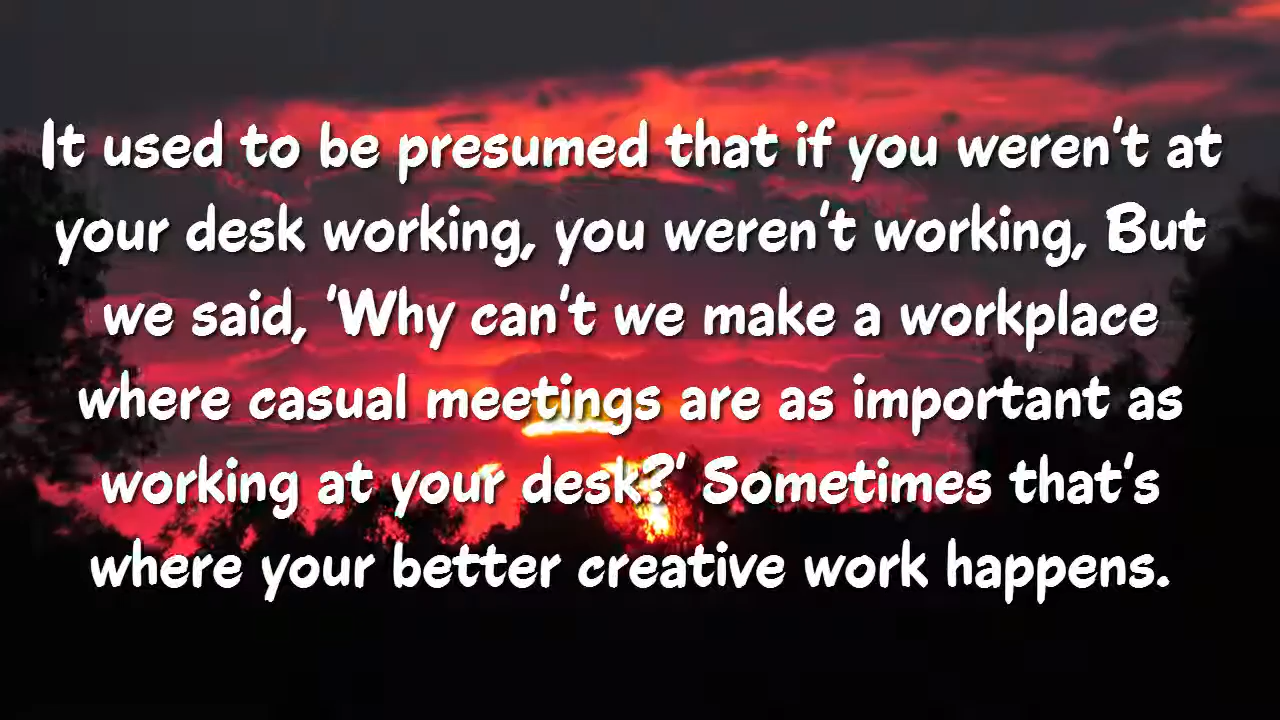 It used to be presumed that if you weren't at
your desk working, you weren't working, But
we said, 'Why can't we make a workplace
where casual meetings are as important as
working at your desk?' Sometimes that's
where your better creative work happens.